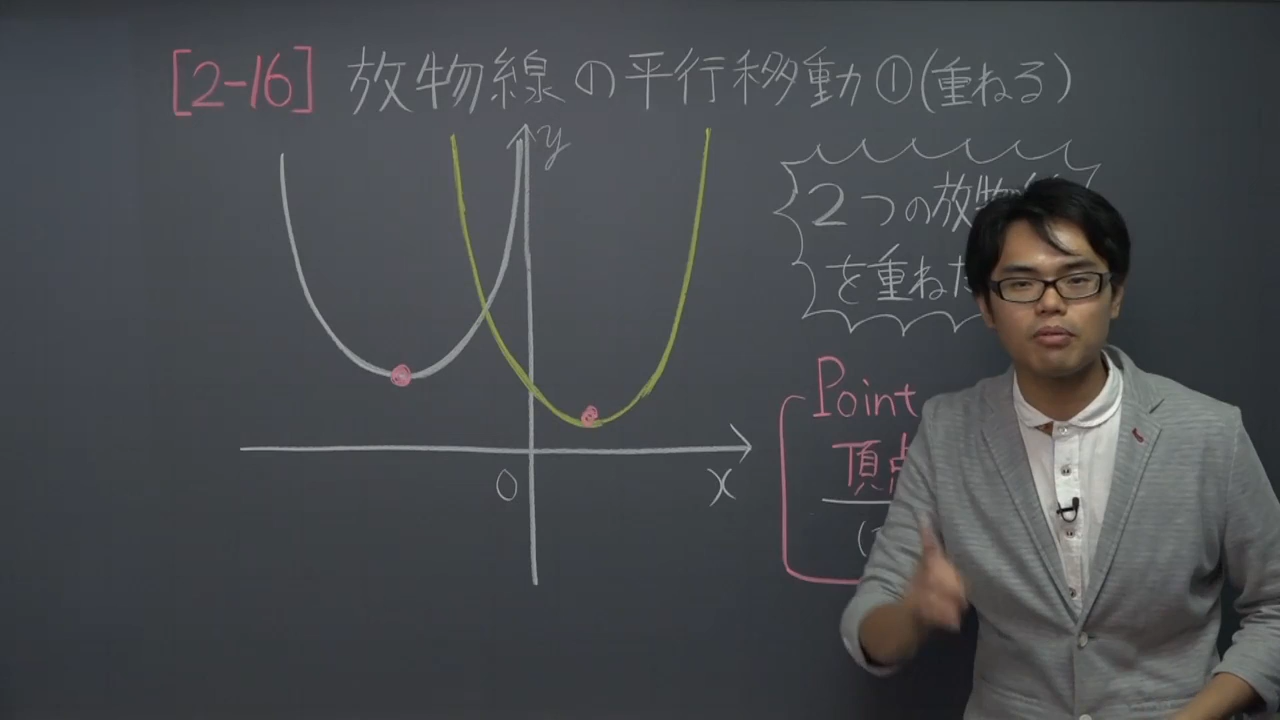 [2-16] 放物線の平行移動①(重ねる)
y
2つの放物
を重ねた
Point
頂点
O
x